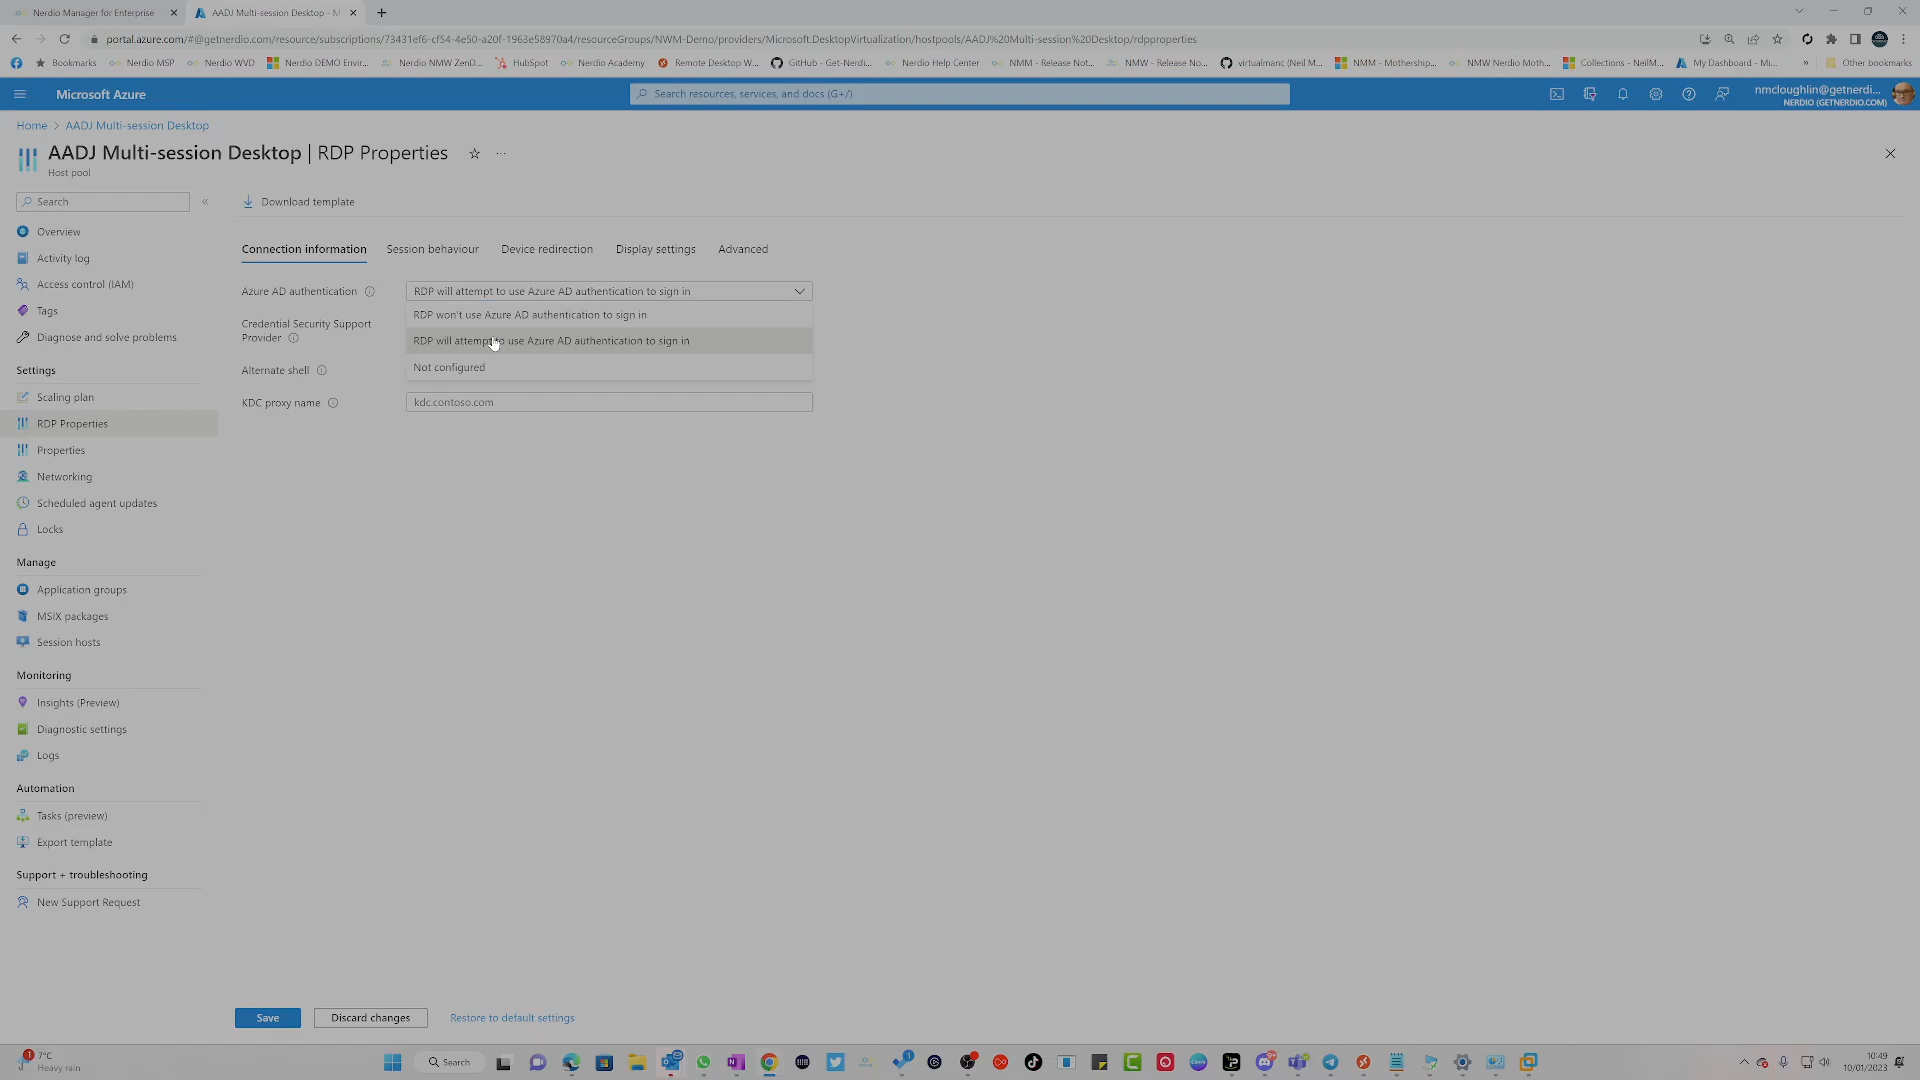 Nerdio Manager for Enterprise
AADJ Multi-session Desktop - M
portal.azure.com/#@getnerdio.com/resource/subscriptions/73431ef6-cf54-4e50-a20f-1963e58970a4/resourceGroups/NWM-Demo/providers/Microsoft.DesktopVirtualization/hostpools/AADJ%20Multi-session%20Desktop/rdpproperties
Bookmarks
Nerdio MSP
Nerdio WVD
Nerdio DEMO Envir...
Nerdio NMW ZenD...
HubSpot
Nerdio Academy
Remote Desktop W...
GitHub - Get-Nerdi...
Nerdio Help Center
NMM - Release Not...
NMW - Release No...
virtualmanc (Neil M...
NMM - Mothership...
NMW Nerdio Moth...
Collections - NeilM...
My Dashboard - Mi...
»
Other bookmarks
Microsoft Azure
Search resources, services, and docs (G+/)
nmcloughlin@getnerdi...
NERDIO (GETNERDIO.COM)
Home > AADJ Multi-session Desktop
AADJ Multi-session Desktop | RDP Properties
...
Host pool
Search
«
Download template
Overview
Activity log
Access control (IAM)
Tags
Diagnose and solve problems
Settings
Scaling plan
RDP Properties
Properties
Networking
Scheduled agent updates
Locks
Manage
Application groups
MSIX packages
Session hosts
Monitoring
Insights (Preview)
Diagnostic settings
Logs
Automation
Tasks (preview)
Export template
Support + troubleshooting
New Support Request
Connection information
Session behaviour
Device redirection
Display settings
Advanced
Azure AD authentication
RDP will attempt to use Azure AD authentication to sign in
RDP won't use Azure AD authentication to sign in
Credential Security Support
Provider
RDP will attempt to use Azure AD authentication to sign in
Not configured
Alternate shell
KDC proxy name
kdc.contoso.com
Save
Discard changes
Restore to default settings
1
7°C
Heavy rain
Search
1
10:49
10/01/2023